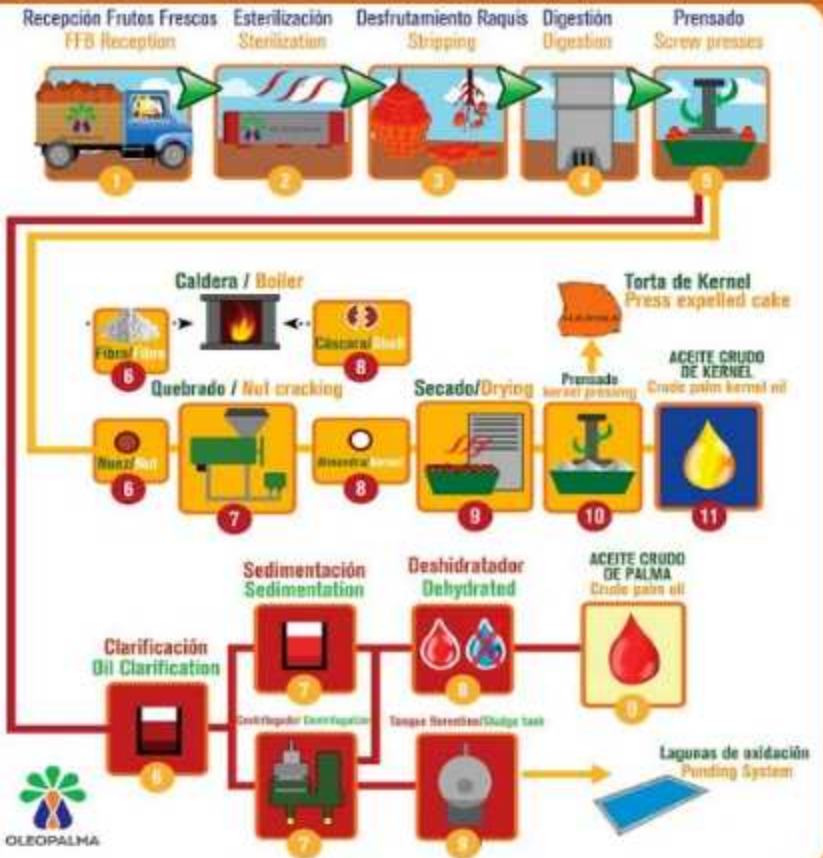 Recepción Frutos Frescos
FFB Reception
Esterilización
Sterilization
Desfrutamiento Raquis
Stripping
Digestión
Digestion
Prensado
Screw presses
1
2
3
4
5
Caldera / Boiler
Torta de Kernel
Press expelled cake
Fibra/Fibre
6
Cáscara/Shell
8
Quebrado / Nut cracking
Secado/Drying
Prensado
kernel pressing
ACEITE CRUDO
DE KERNEL
Crude palm kernel oil
Nuez/Nut
6
7
Almendra/Kernel
8
9
10
11
Sedimentación
Sedimentation
Deshidratador
Dehydrated
ACEITE CRUDO
DE PALMA
Crude palm oil
Clarificación
Oil Clarification
7
8
9
Tanque florentino/Sludge tank
6
Lagunas de oxidación
Ponding System
7
OLEOPALMA